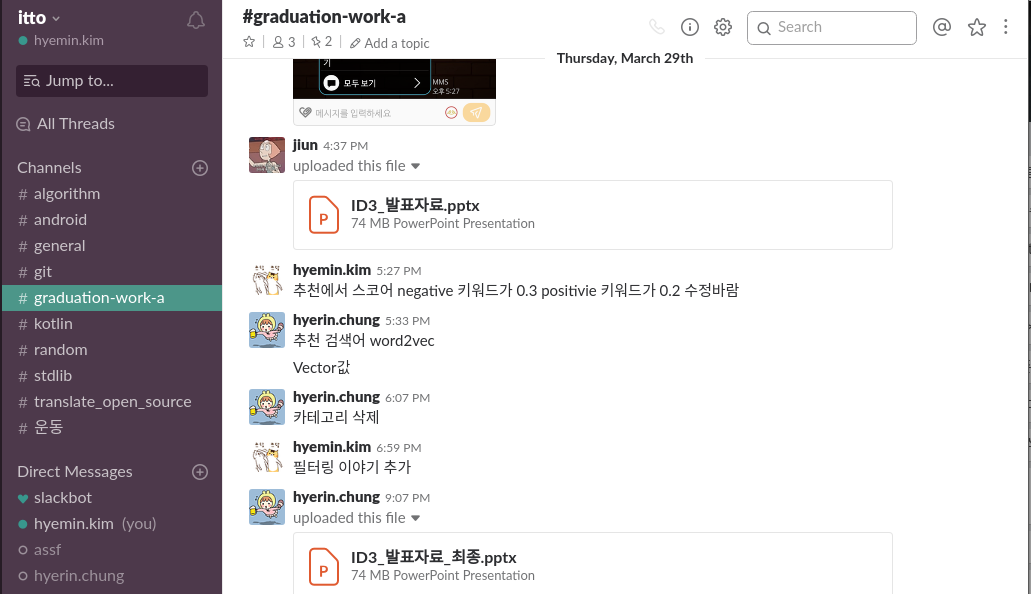 itto
hyemin.kim
Jump to...
All Threads
Channels
# algorithm
# android
# general
# git
# graduation-work-a
# kotlin
# random
# stdlib
# translate_open_source
# 운동
Direct Messages
slackbot
hyemin.kim (you)
assf
hyerin.chung
#graduation-work-a
3
2
Add a topic
Search
Thursday, March 29th
기
모두 보기
MMS
오후 5:27
메시지를 입력하세요
jiun 4:37 PM
uploaded this file
ID3_발표자료.pptx
74 MB PowerPoint Presentation
hyemin.kim 5:27 PM
추천에서 스코어 negative 키워드가 0.3 positivie 키워드가 0.2 수정바람
hyerin.chung 5:33 PM
추천 검색어 word2vec
Vector값
hyerin.chung 6:07 PM
카테고리 삭제
hyemin.kim 6:59 PM
필터링 이야기 추가
hyerin.chung 9:07 PM
uploaded this file
ID3_발표자료_최종.pptx
74 MB PowerPoint Presentation